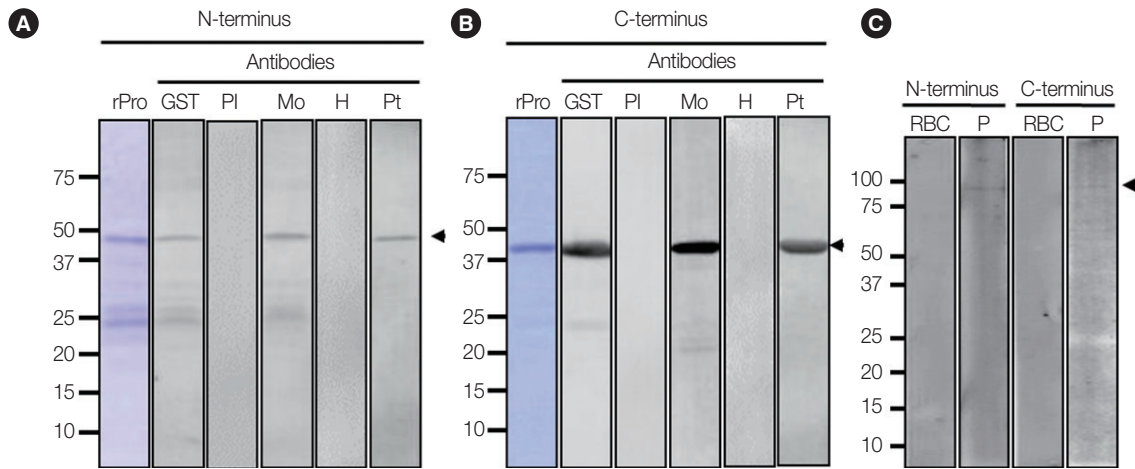 A
N-terminus
Antibodies
rPro GST PI Mo H Pt
75
50
37
25
20
15
10
B
C-terminus
Antibodies
rPro GST PI Mo H Pt
75
50
37
25
20
15
10
C
N-terminus C-terminus
RBC P RBC P
100
75
50
37
25
20
15
10